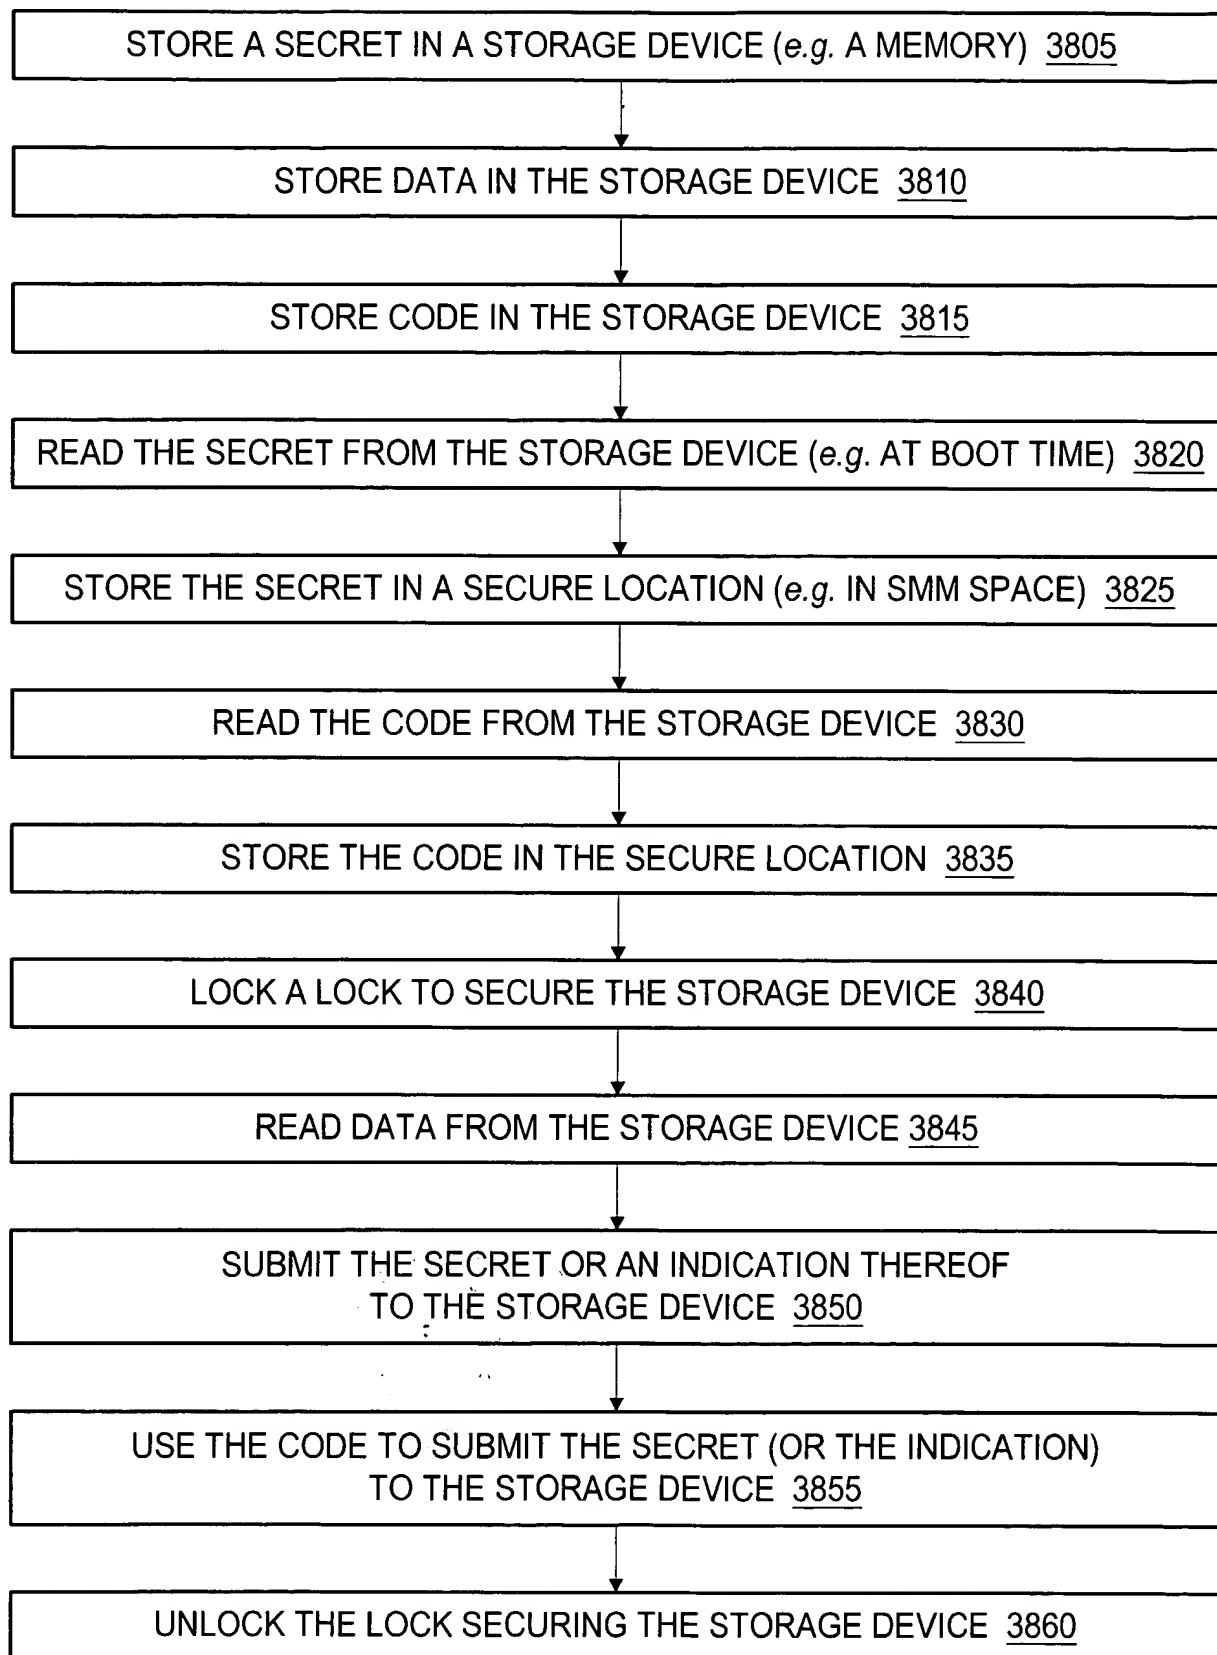 STORE A SECRET IN A STORAGE DEVICE (e.g. A MEMORY) 3805
STORE DATA IN THE STORAGE DEVICE 3810
STORE CODE IN THE STORAGE DEVICE 3815
READ THE SECRET FROM THE STORAGE DEVICE (e.g. AT BOOT TIME) 3820
STORE THE SECRET IN A SECURE LOCATION (e.g. IN SMM SPACE) 3825
READ THE CODE FROM THE STORAGE DEVICE 3830
STORE THE CODE IN THE SECURE LOCATION 3835
LOCK A LOCK TO SECURE THE STORAGE DEVICE 3840
READ DATA FROM THE STORAGE DEVICE 3845
SUBMIT THE SECRET OR AN INDICATION THEREOF
TO THE STORAGE DEVICE 3850
USE THE CODE TO SUBMIT THE SECRET (OR THE INDICATION)
TO THE STORAGE DEVICE 3855
UNLOCK THE LOCK SECURING THE STORAGE DEVICE 3860